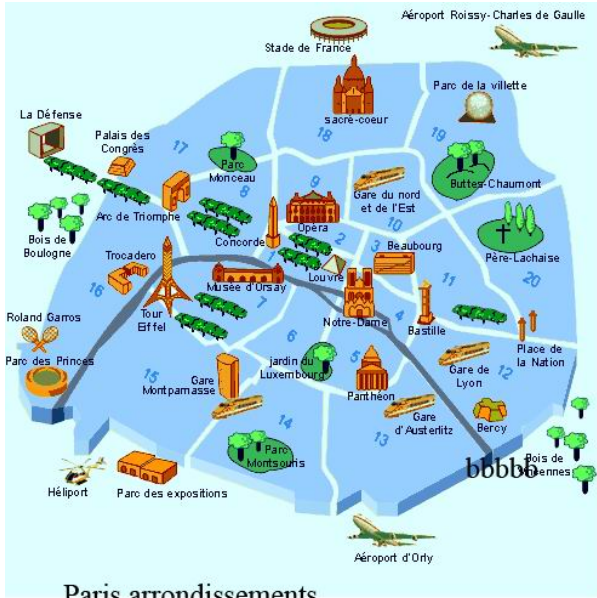 Aéroport Roissy-Charles de Gaulle
Stade de France
Parc de la villette
sacré-coeur
La Défense
18
19
Palais des
Congrès
17
Parc
Monceau
Buttes-Chaumont
8
9
Gare du nord
et de l'Est
Arc de Triomphe
Opéra
10
Bois de
Boulogne
Concorde
2
3
Beaubourg
Père-Lachaise
Trocadero
1
Louvre
11
20
16
Musée d'Orsay
7
Notre-Dame
4
Tour
Eiffel
Bastille
Roland Garros
6
Place de
la Nation
Parc des Princes
15
Gare
Montparnasse
jardin du
Luxembourg
5
Panthéon
Gare de
Lyon
12
14
Gare
d'Austerlitz
Bercy
13
Parc
Montsouris
bbbbb
Bois de
Vincennes
Héliport
Parc des expositions
Aéroport d'Orly
Paris arrondissements